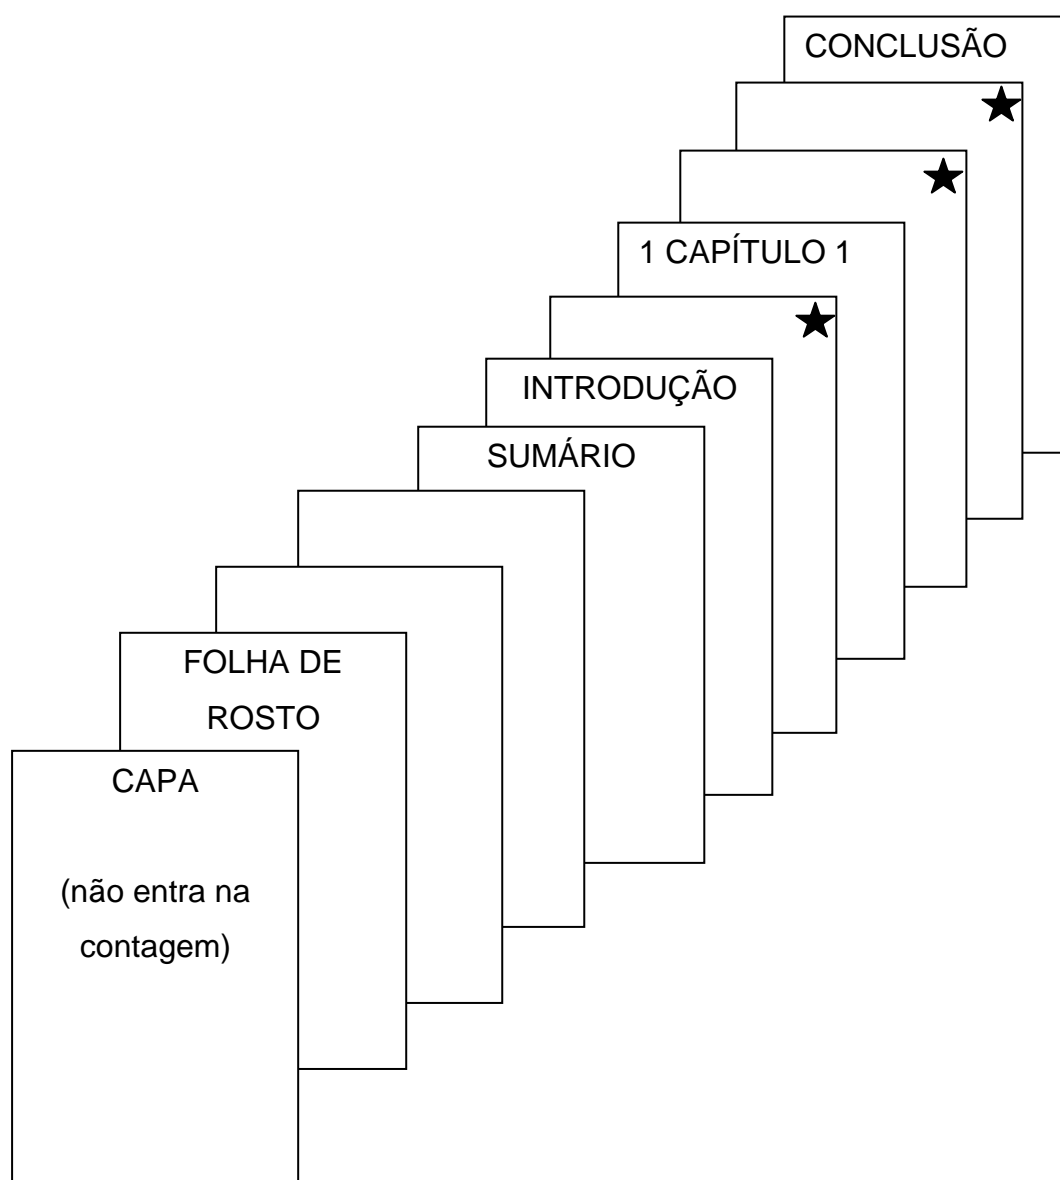 CONCLUSÃO
1 CAPÍTULO 1
INTRODUÇÃO
SUMÁRIO
FOLHA DE
ROSTO
CAPA
(não entra na
contagem)